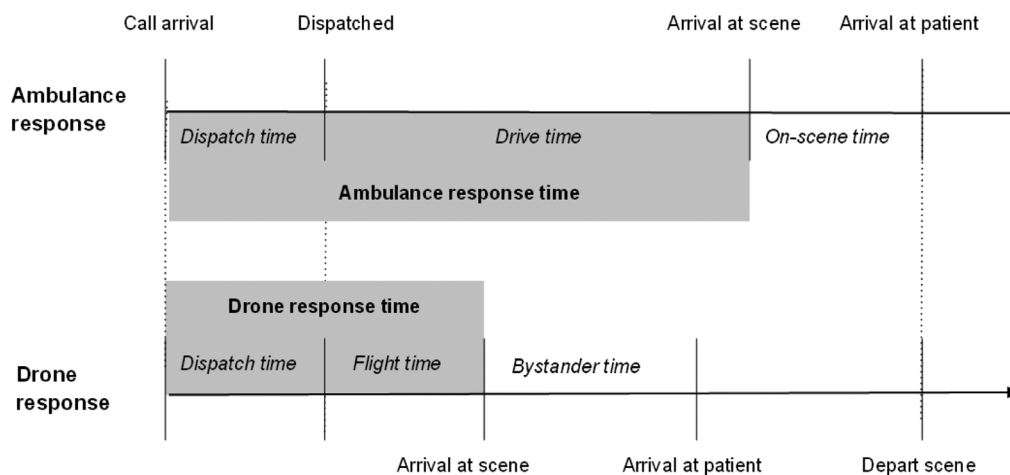 Call arrival
Dispatched
Arrival at scene
Arrival at patient
Ambulance
response
Dispatch time
Drive time
On-scene time
Ambulance response time
Drone response time
Dispatch time
Flight time
Bystander time
Drone
response
Arrival at scene
Arrival at patient
Depart scene